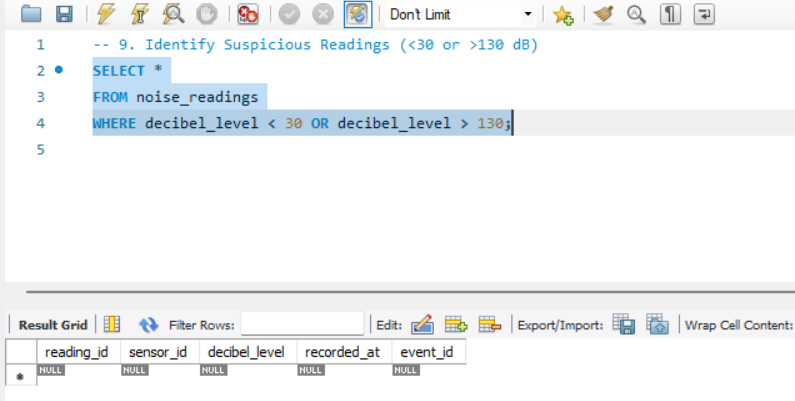 Don't Limit
1 -- 9. Identify Suspicious Readings (<30 or >130 dB)
2 SELECT *
3 FROM noise_readings
4 WHERE decibel_level < 30 OR decibel_level > 130;
5
Result Grid Filter Rows: Edit: Export/Import: Wrap Cell Content:
reading_id sensor_id decibel_level recorded_at event_id
NULL NULL NULL NULL NULL